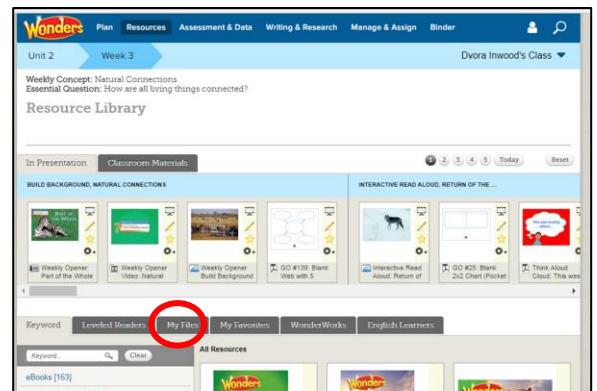 Wonders Plan Resources Assessment & Data Writing & Research Manage & Assign Binder
Unit 2 Week 3 Dvora Inwood's Class
Weekly Concept: Natural Connections
Essential Question: How are all living things connected?
Resource Library
In Presentation Classroom Materials 1 2 3 4 5 Today Reset
BUILD BACKGROUND, NATURAL CONNECTIONS INTERACTIVE READ ALOUD, RETURN OF THE ...
Weekly Opener: Part of the Whole
Weekly Opener Video: Natural
Weekly Opener Build Background
GO #139: Blank Web with 5
Interactive Read Aloud: Return of
GO #25: Blank 2x2 Chart (Pocket
Think Aloud Cloud: This was
Keyword Leveled Readers My Files My Favorites WonderWorks English Learners
Keyword... Clear All Resources
eBooks [163]
Wonders Wonders